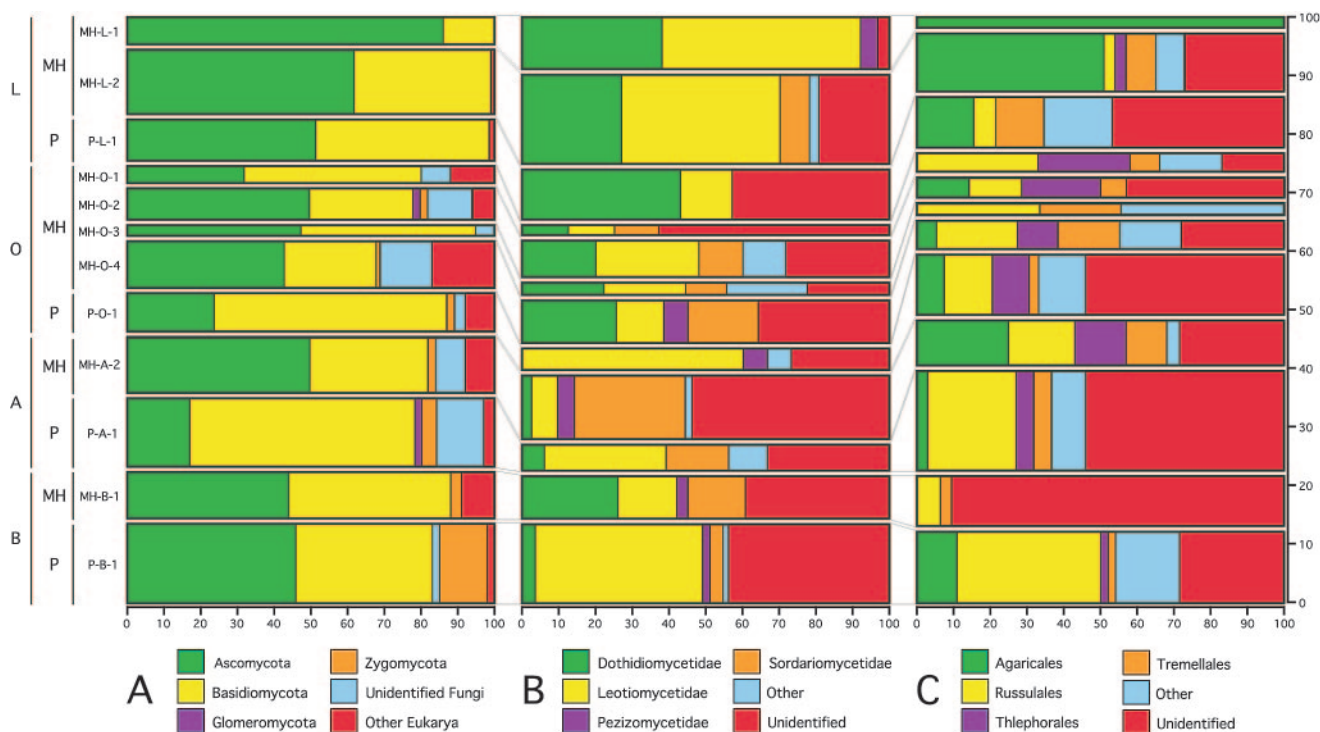 L
O
A
B
MH
P
MH
P
MH
P
MH
P
MH-L-1
MH-L-2
P-L-1
MH-O-1
MH-O-2
MH-O-3
MH-O-4
P-O-1
MH-A-2
P-A-1
MH-B-1
P-B-1
100
90
80
70
60
50
40
30
20
10
0
0 10 20 30 40 50 60 70 80 90 100
0 10 20 30 40 50 60 70 80 90 100
0 10 20 30 40 50 60 70 80 90 100
A
Ascomycota
Basidiomycota
Glomeromycota
Zygomycota
Unidentified Fungi
Other Eukarya
B
Dothidiomycetidae
Leotiomycetidae
Pezizomycetidae
Sordariomycetidae
Other
Unidentified
C
Agaricales
Russulales
Thlephorales
Tremellales
Other
Unidentified